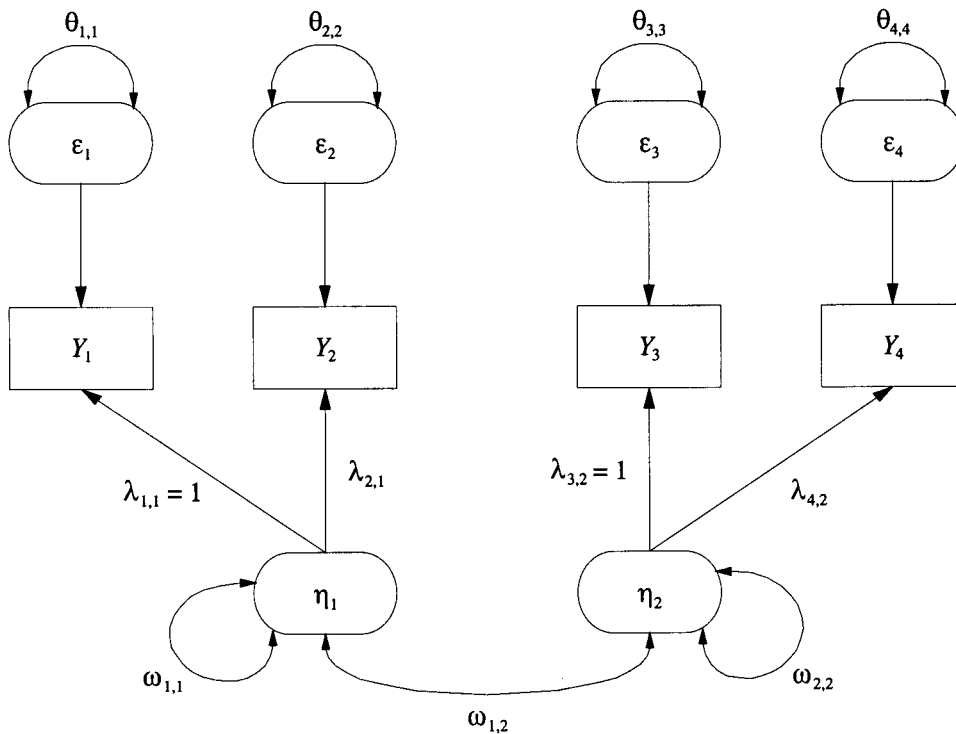 θ1,1 θ2,2 θ3,3 θ4,4
ε1 ε2 ε3 ε4
Y1 Y2 Y3 Y4
λ1,1 = 1 λ2,1 λ3,2 = 1 λ4,2
η1 η2
ω1,1 ω2,2
ω1,2